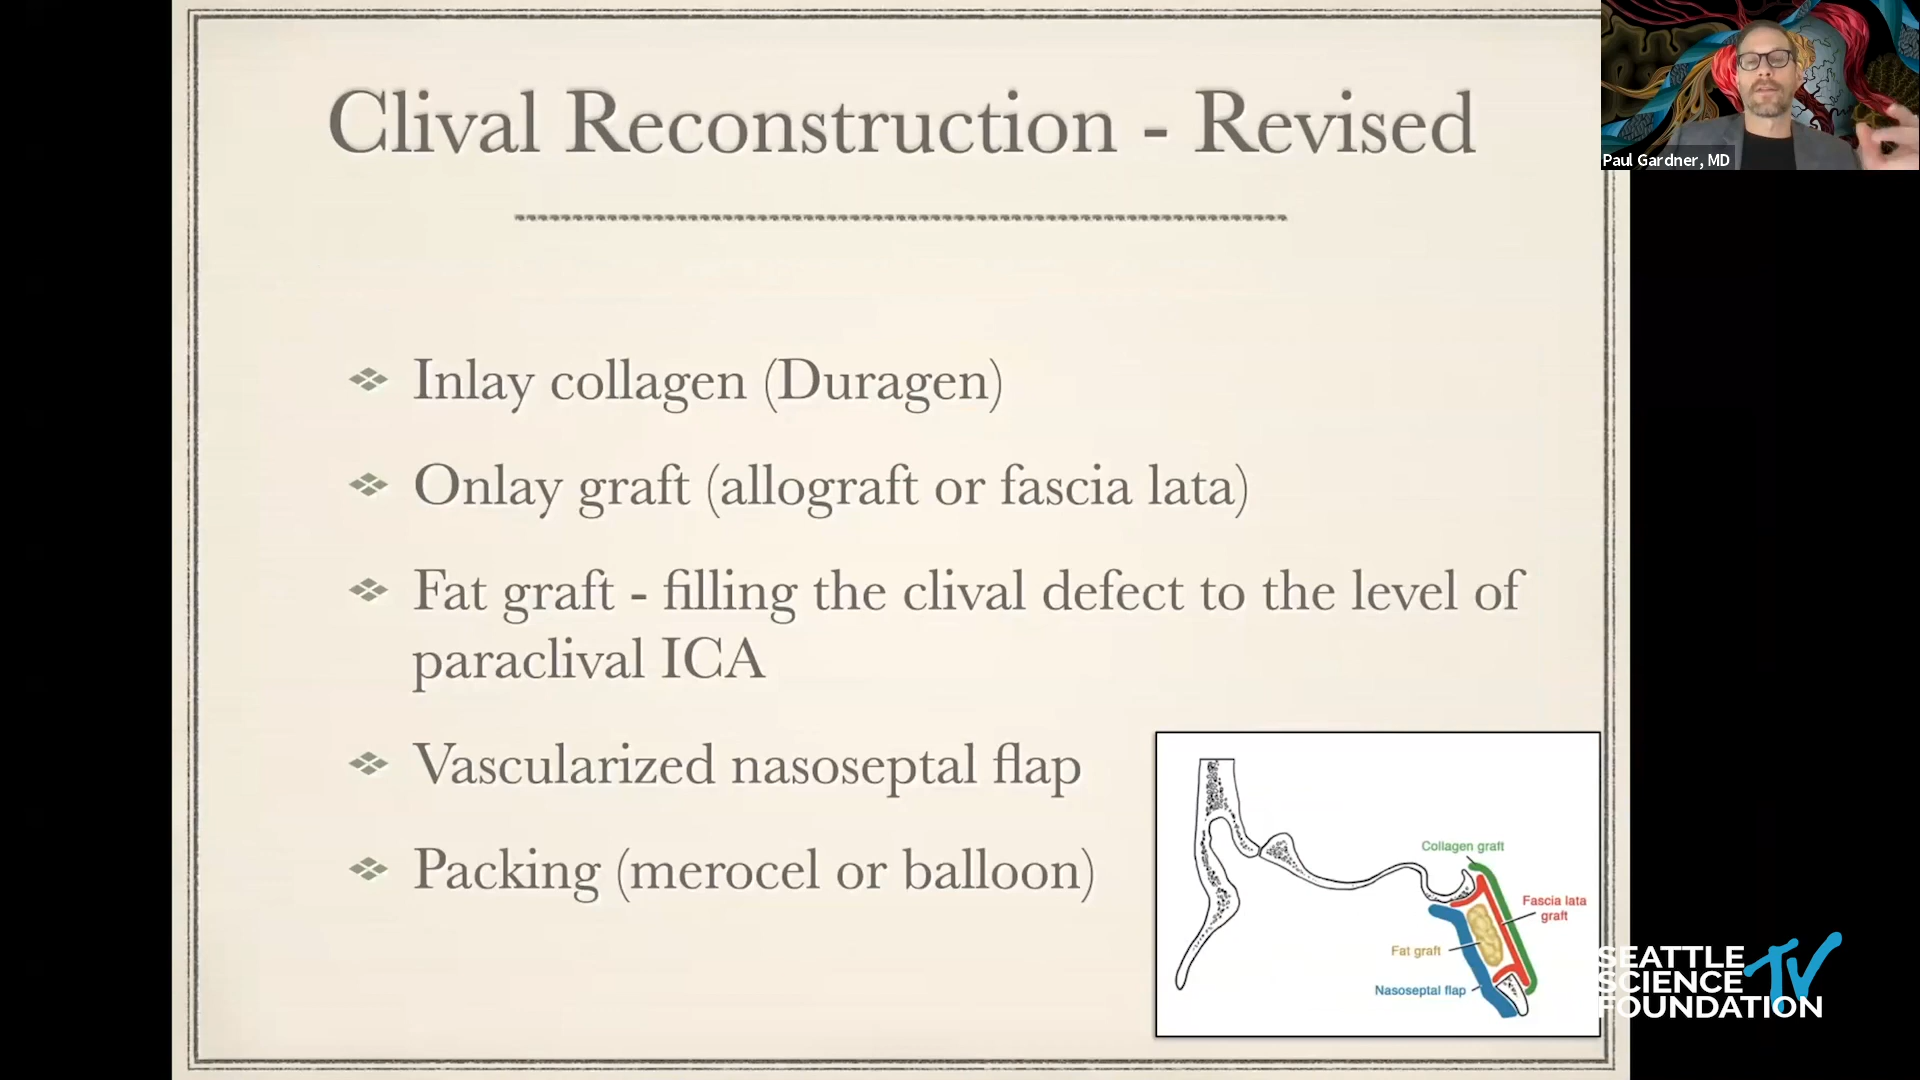 Clival Reconstruction - Revised
Paul Gardner, MD
Inlay collagen (Duragen)
Onlay graft (allograft or fascia lata)
Fat graft - filling the clival defect to the level of
paraclival ICA
Vascularized nasoseptal flap
Packing (merocel or balloon)
Collagen graft
Fascia lata
graft
Fat graft
Nasoseptal flap
SEATTLE
SCIENCE
FOUNDATION
TV